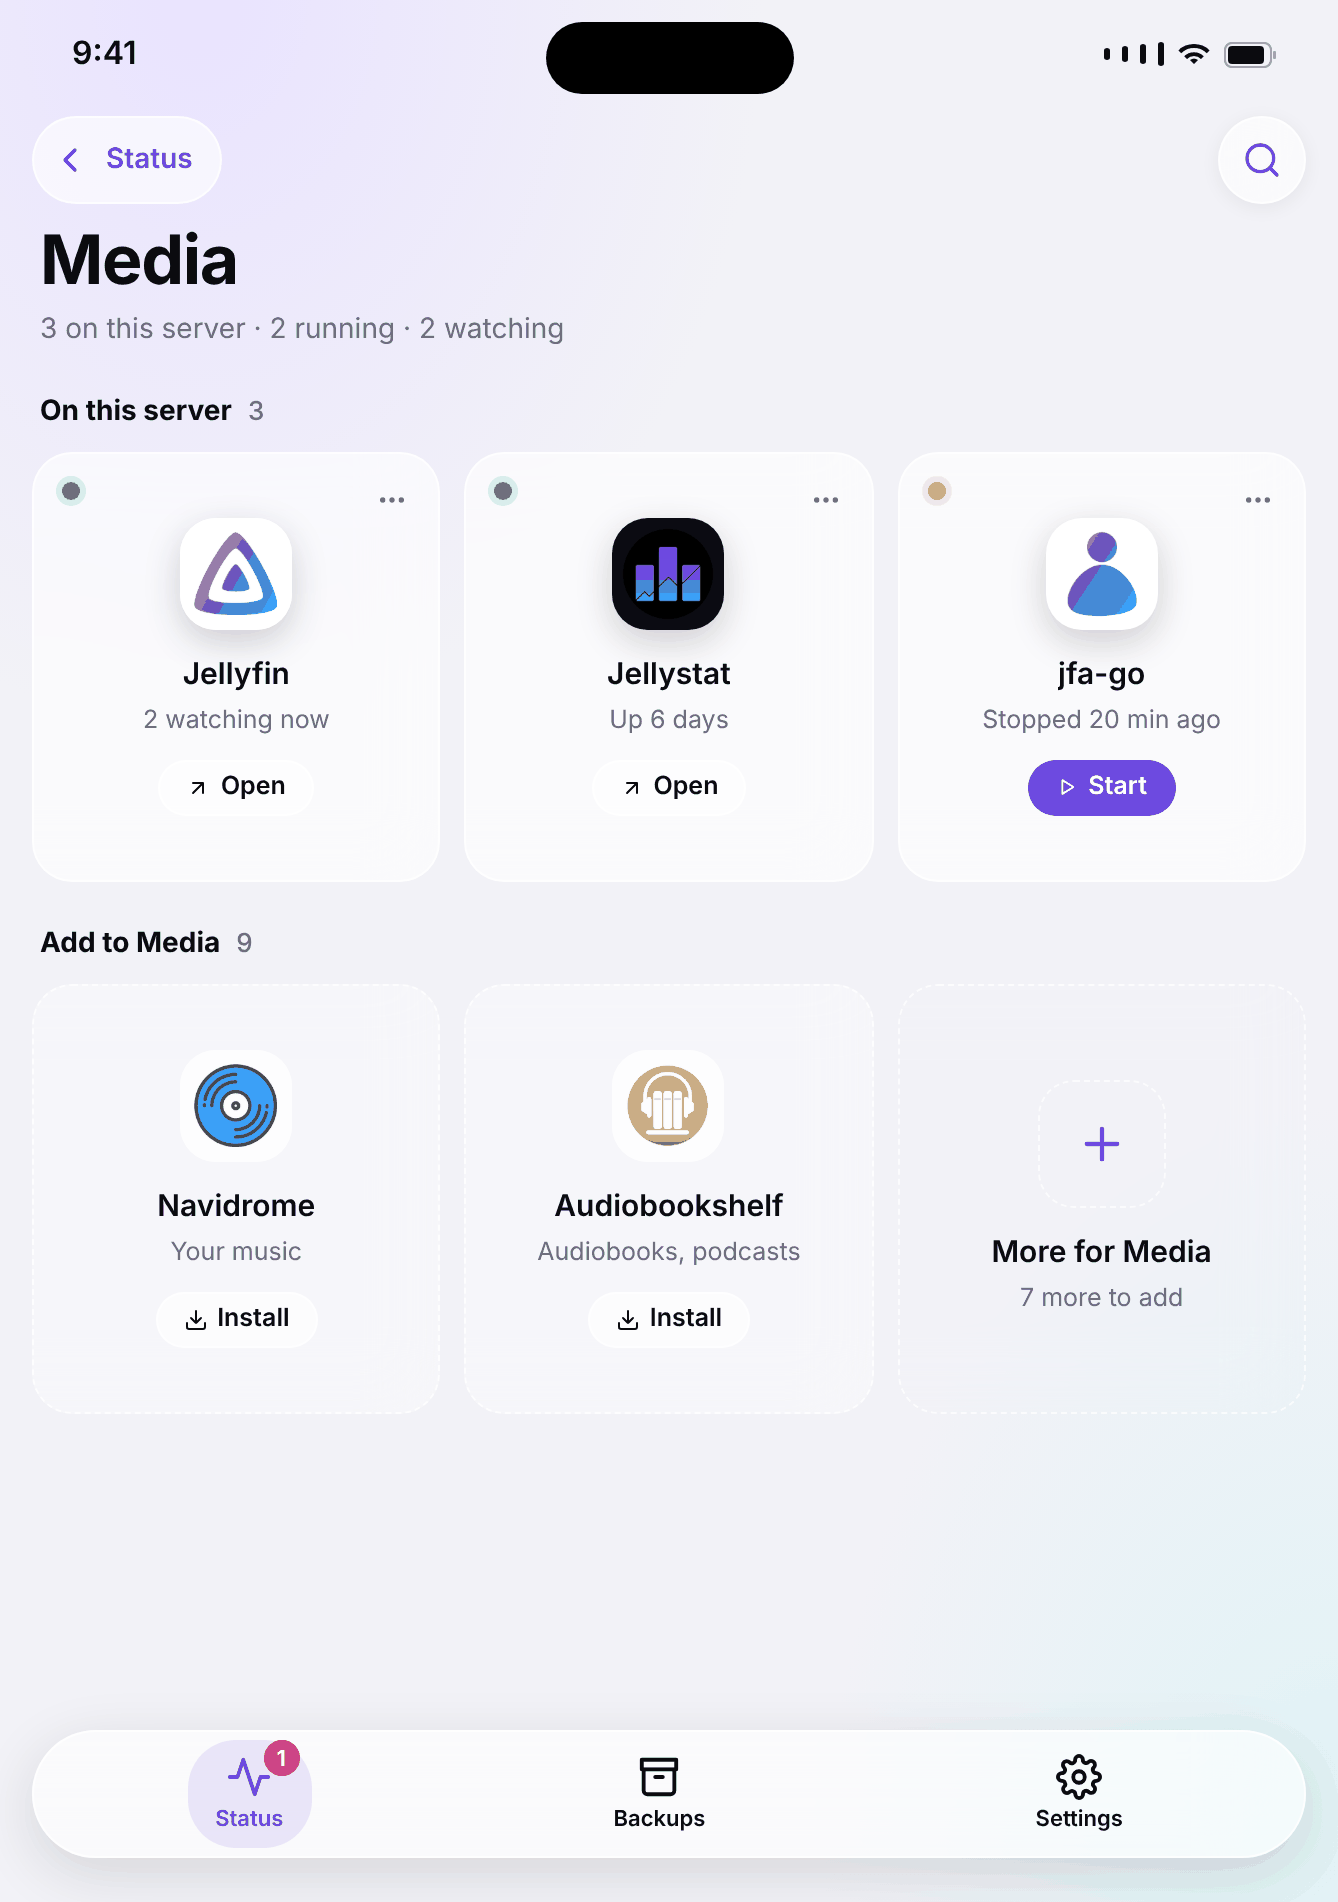 9:41
Status
Media
3 on this server · 2 running · 2 watching
On this server 3
Jellyfin
2 watching now
Open
Jellystat
Up 6 days
Open
jfa-go
Stopped 20 min ago
Start
Add to Media 9
Navidrome
Your music
Install
Audiobookshelf
Audiobooks, podcasts
Install
More for Media
7 more to add
1
Status
Backups
Settings